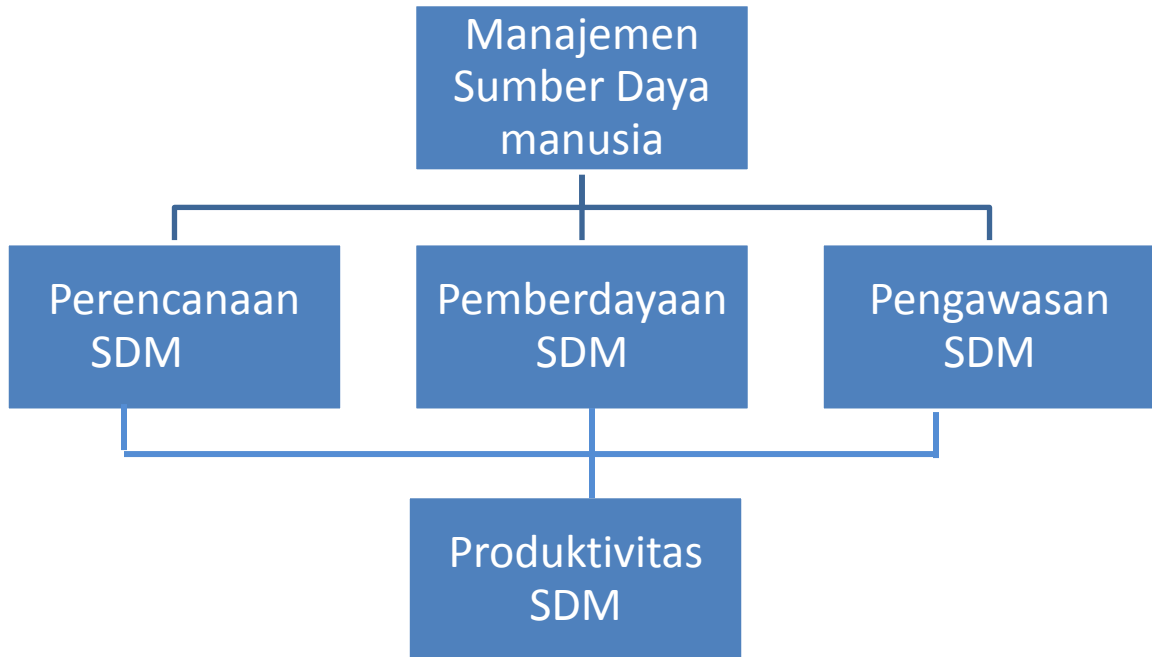 Manajemen
Sumber Daya
manusia
Perencanaan
SDM
Pemberdayaan
SDM
Pengawasan
SDM
Produktivitas
SDM